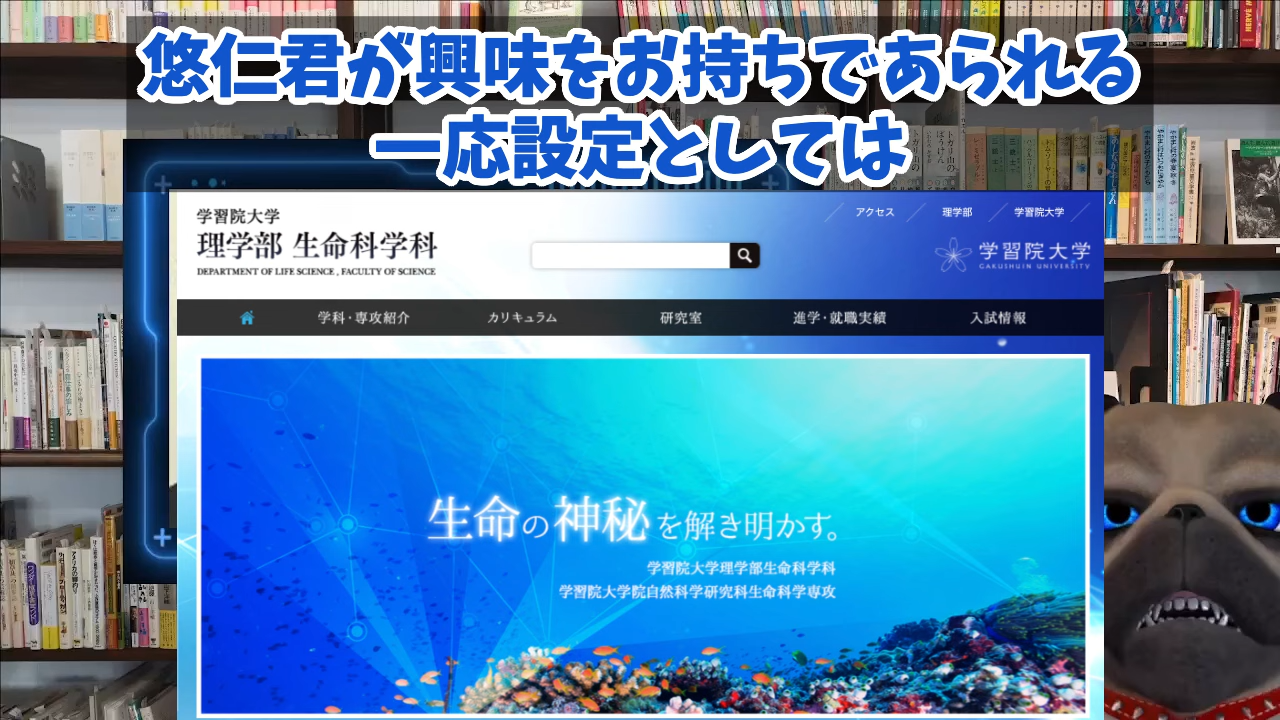 悠仁君が興味をお持ちであられる
一応設定としては
学習院大学
理学部 生命科学科
DEPARTMENT OF LIFE SCIENCE , FACULTY OF SCIENCE
アクセス
理学部
学習院大学
学習院大学
GAKUSHUIN UNIVERSITY
学科・専攻紹介
カリキュラム
研究室
進学・就職実績
入試情報
生命の神秘を解き明かす。
学習院大学理学部生命科学科
学習院大学院自然科学研究科生命科学専攻